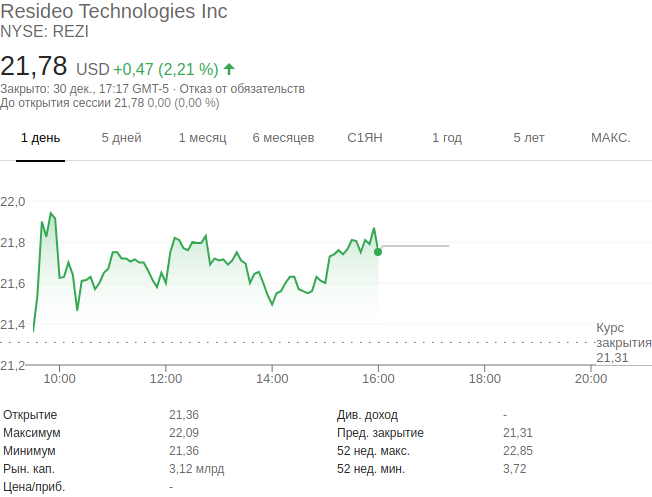 Resideo Technologies Inc
NYSE: REZI
21,78 USD +0,47 (2,21 %)
Закрыто: 30 дек., 17:17 GMT-5 · Отказ от обязательств
До открытия сессии 21,78 0,00 (0,00 %)
1 день 5 дней 1 месяц 6 месяцев С1ЯН 1 год 5 лет МАКС.
22,0
21,8
21,6
21,4
Курс
закрытия
21,31
21,2
10:00 12:00 14:00 16:00 18:00 20:00
Открытие 21,36 Див. доход -
Максимум 22,09 Пред. закрытие 21,31
Минимум 21,36 52 нед. макс. 22,85
Рын. кап. 3,12 млрд 52 нед. мин. 3,72
Цена/приб. -